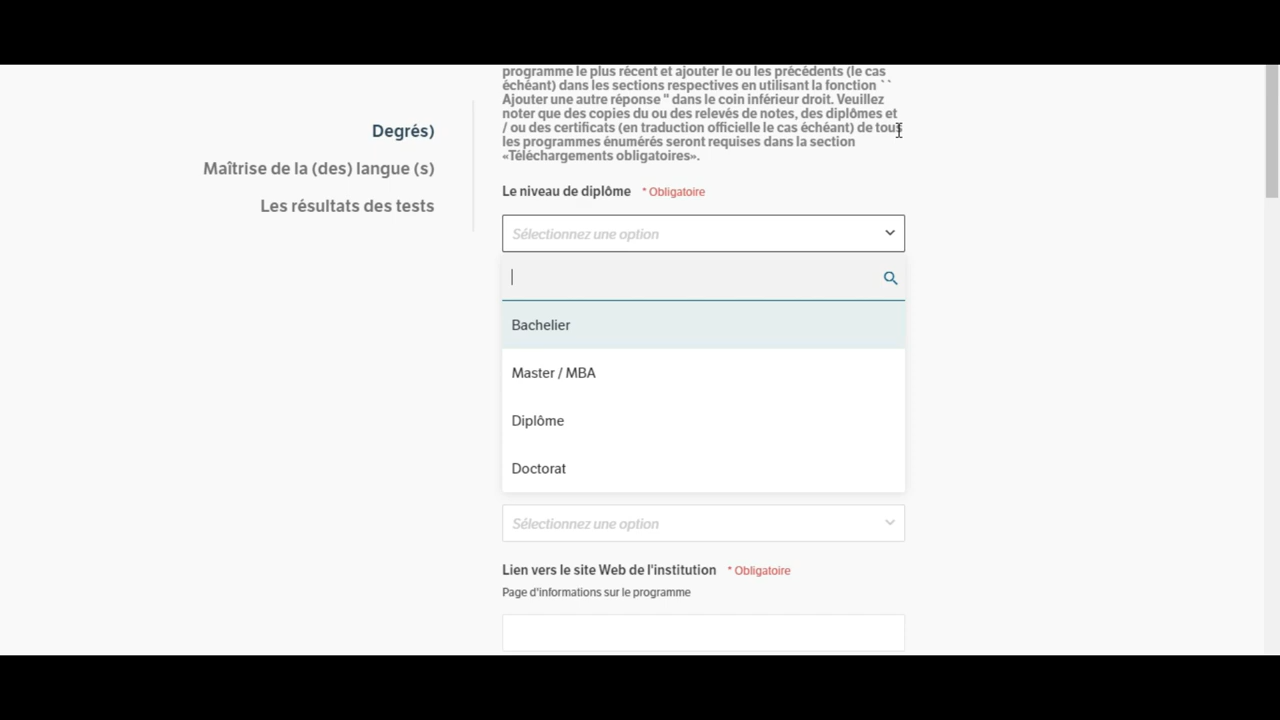 programme le plus récent et ajouter le ou les précédents (le cas
échéant) dans les sections respectives en utilisant la fonction ``
Ajouter une autre réponse '' dans le coin inférieur droit. Veuillez
noter que des copies du ou des relevés de notes, des diplômes et
/ ou des certificats (en traduction officielle le cas échéant) de tous
les programmes énumérés seront requises dans la section
«Téléchargements obligatoires».
Degrés)
Maîtrise de la (des) langue (s)
Les résultats des tests
Le niveau de diplôme * Obligatoire
Sélectionnez une option
Bachelier
Master / MBA
Diplôme
Doctorat
Sélectionnez une option
Lien vers le site Web de l'institution * Obligatoire
Page d'informations sur le programme